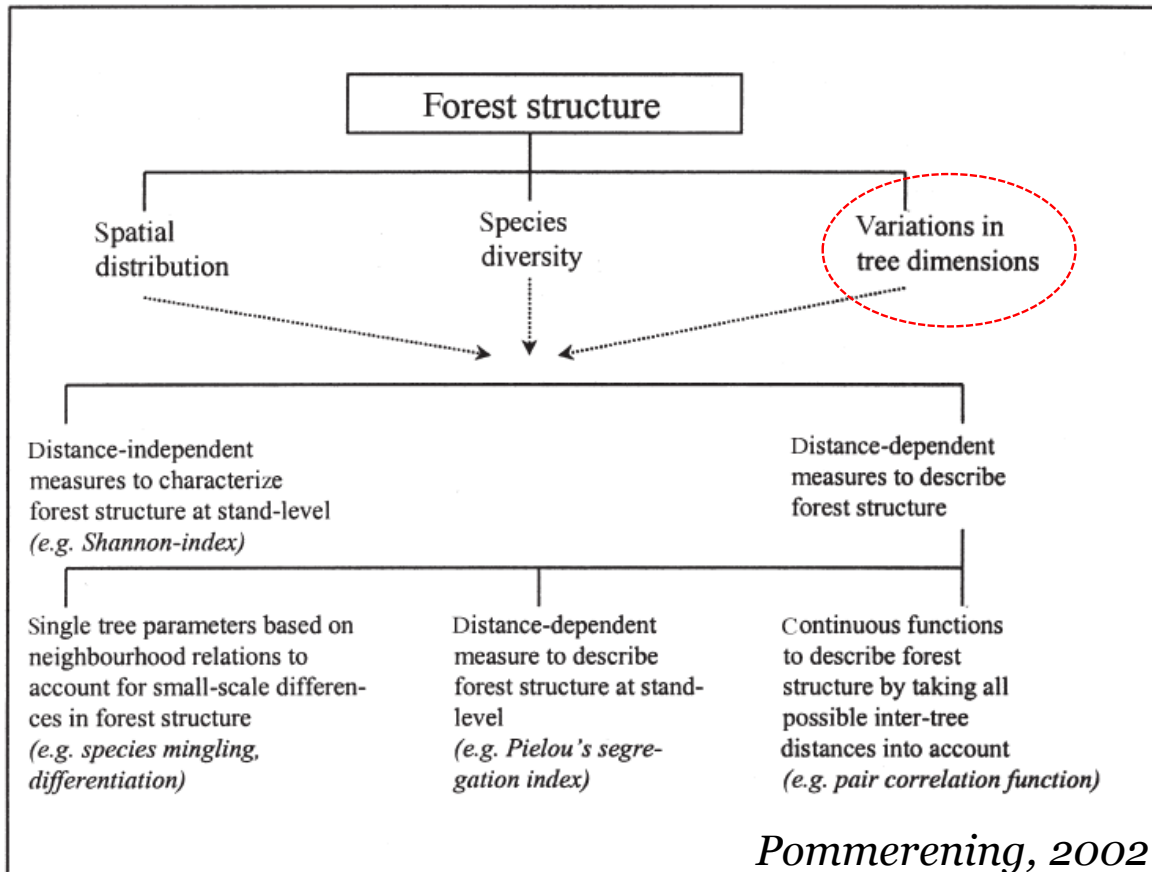 Forest structure
Spatial
distribution
Species
diversity
Variations in
tree dimensions
Distance-independent
measures to characterize
forest structure at stand-level
(e.g. Shannon-index)
Distance-dependent
measures to describe
forest structure
Single tree parameters based on
neighbourhood relations to
account for small-scale differen-
ces in forest structure
(e.g. species mingling,
differentiation)
Distance-dependent
measure to describe
forest structure at stand-
level
(e.g. Pielou's segre-
gation index)
Continuous functions
to describe forest
structure by taking all
possible inter-tree
distances into account
(e.g. pair correlation function)
Pommerening, 2002